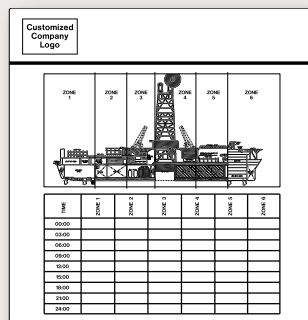 Customized
Company
Logo
ZONE ZONE ZONE ZONE ZONE ZONE
1 2 3 4 5 6
TIME ZONE 1 ZONE 2 ZONE 3 ZONE 4 ZONE 5 ZONE 6
00:00
03:00
06:00
09:00
12:00
15:00
18:00
21:00
24:00